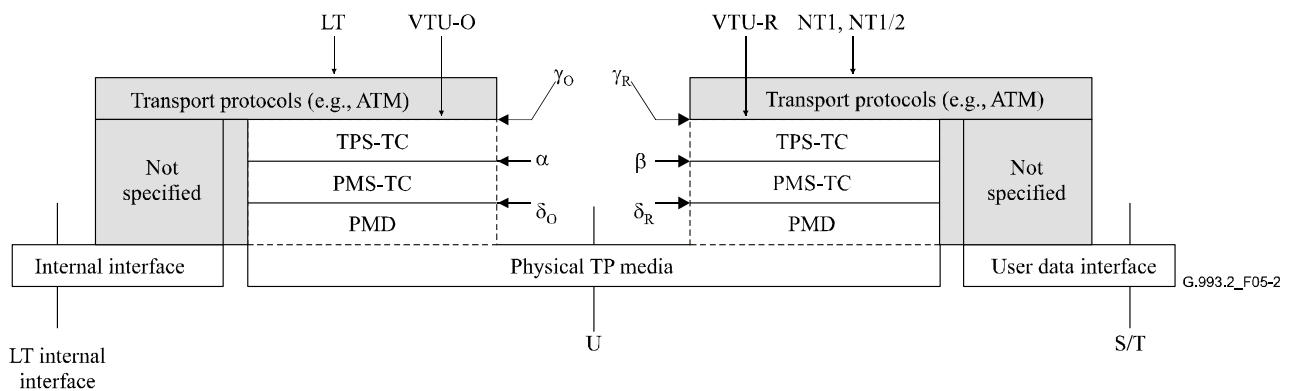 LT
VTU-O
VTU-R
NT1, NT1/2
γO
γR
Transport protocols (e.g., ATM)
Transport protocols (e.g., ATM)
TPS-TC
α
β
TPS-TC
Not
specified
PMS-TC
PMS-TC
Not
specified
PMD
δO
δR
PMD
Internal interface
Physical TP media
User data interface
G.993.2_F05-2
LT internal
interface
U
S/T